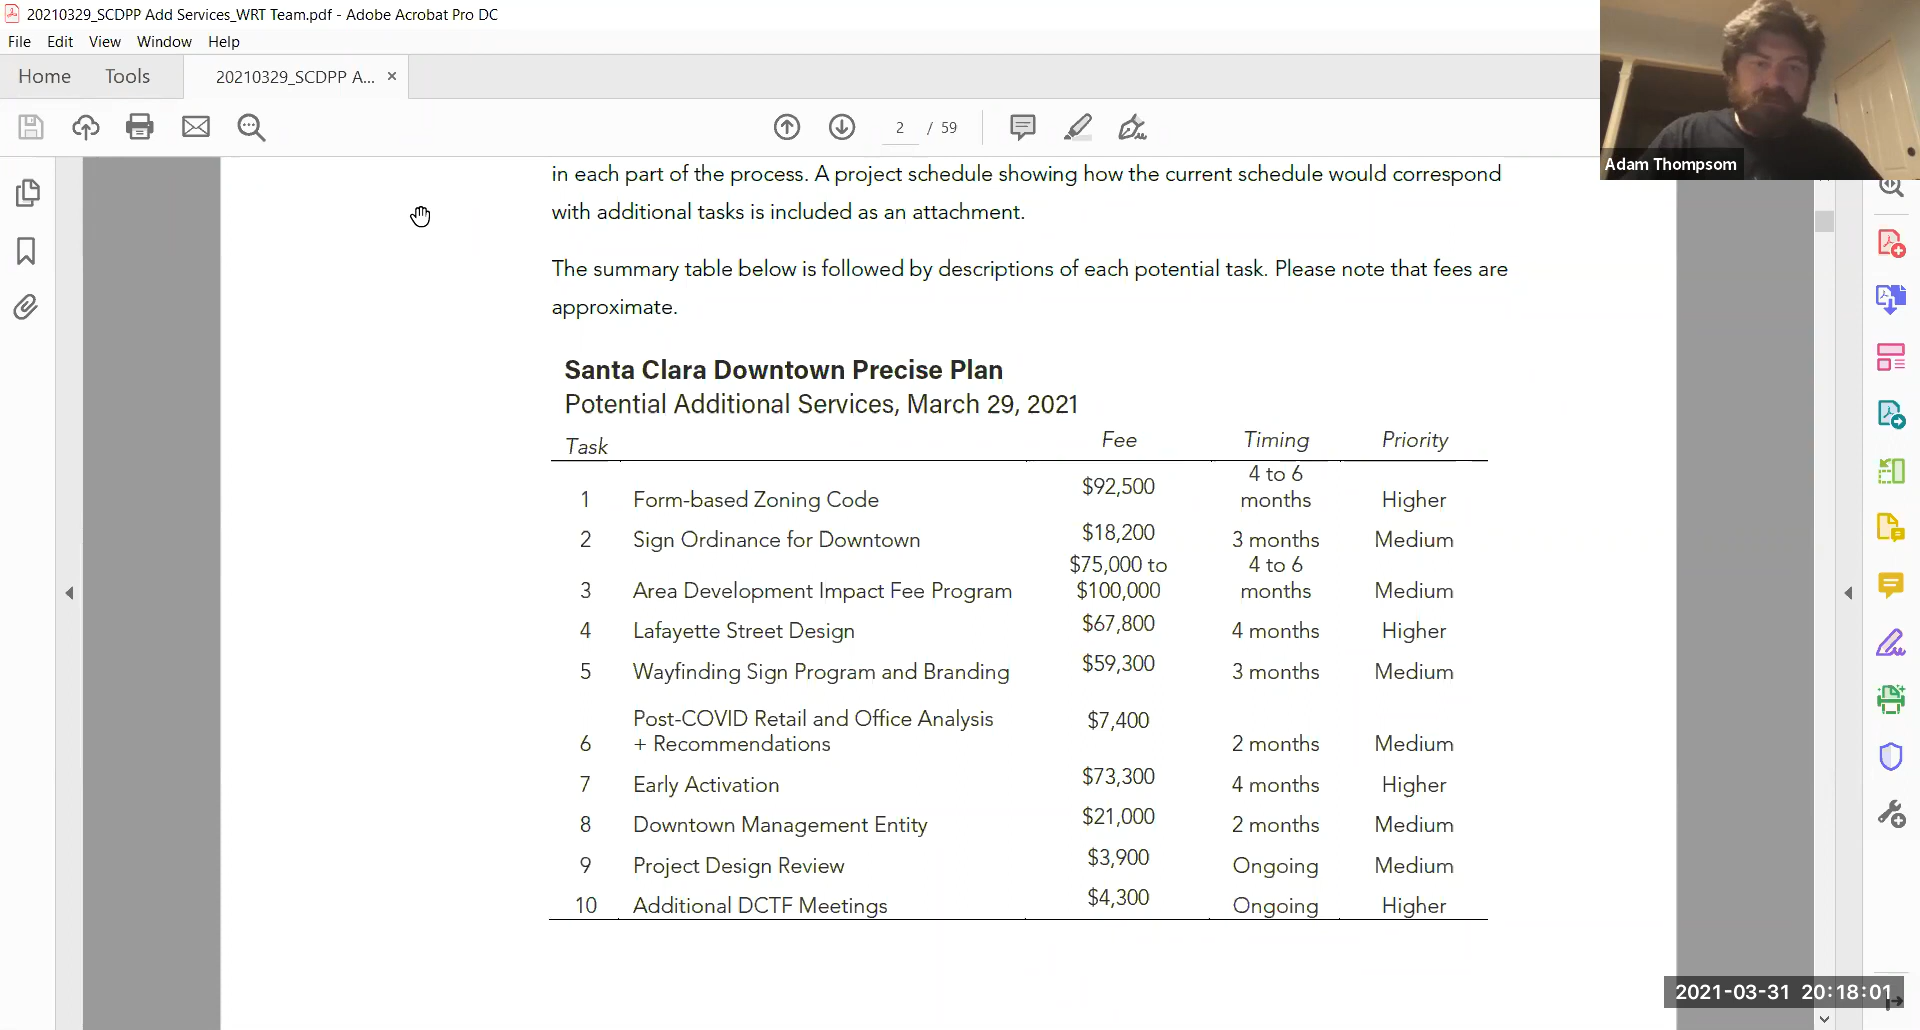 20210329_SCDPP Add Services_WRT Team.pdf - Adobe Acrobat Pro DC
File Edit View Window Help
Home Tools 20210329_SCDPP A... ×
2 / 59
Adam Thompsom
in each part of the process. A project schedule showing how the current schedule would correspond
with additional tasks is included as an attachment.
The summary table below is followed by descriptions of each potential task. Please note that fees are
approximate.
Santa Clara Downtown Precise Plan
Potential Additional Services, March 29, 2021
Task Fee Timing Priority
1 Form-based Zoning Code $92,500 4 to 6 months Higher
2 Sign Ordinance for Downtown $18,200 3 months Medium
3 Area Development Impact Fee Program $75,000 to $100,000 4 to 6 months Medium
4 Lafayette Street Design $67,800 4 months Higher
5 Wayfinding Sign Program and Branding $59,300 3 months Medium
6 Post-COVID Retail and Office Analysis + Recommendations $7,400 2 months Medium
7 Early Activation $73,300 4 months Higher
8 Downtown Management Entity $21,000 2 months Medium
9 Project Design Review $3,900 Ongoing Medium
10 Additional DCTF Meetings $4,300 Ongoing Higher
2021-03-31 20:18:01